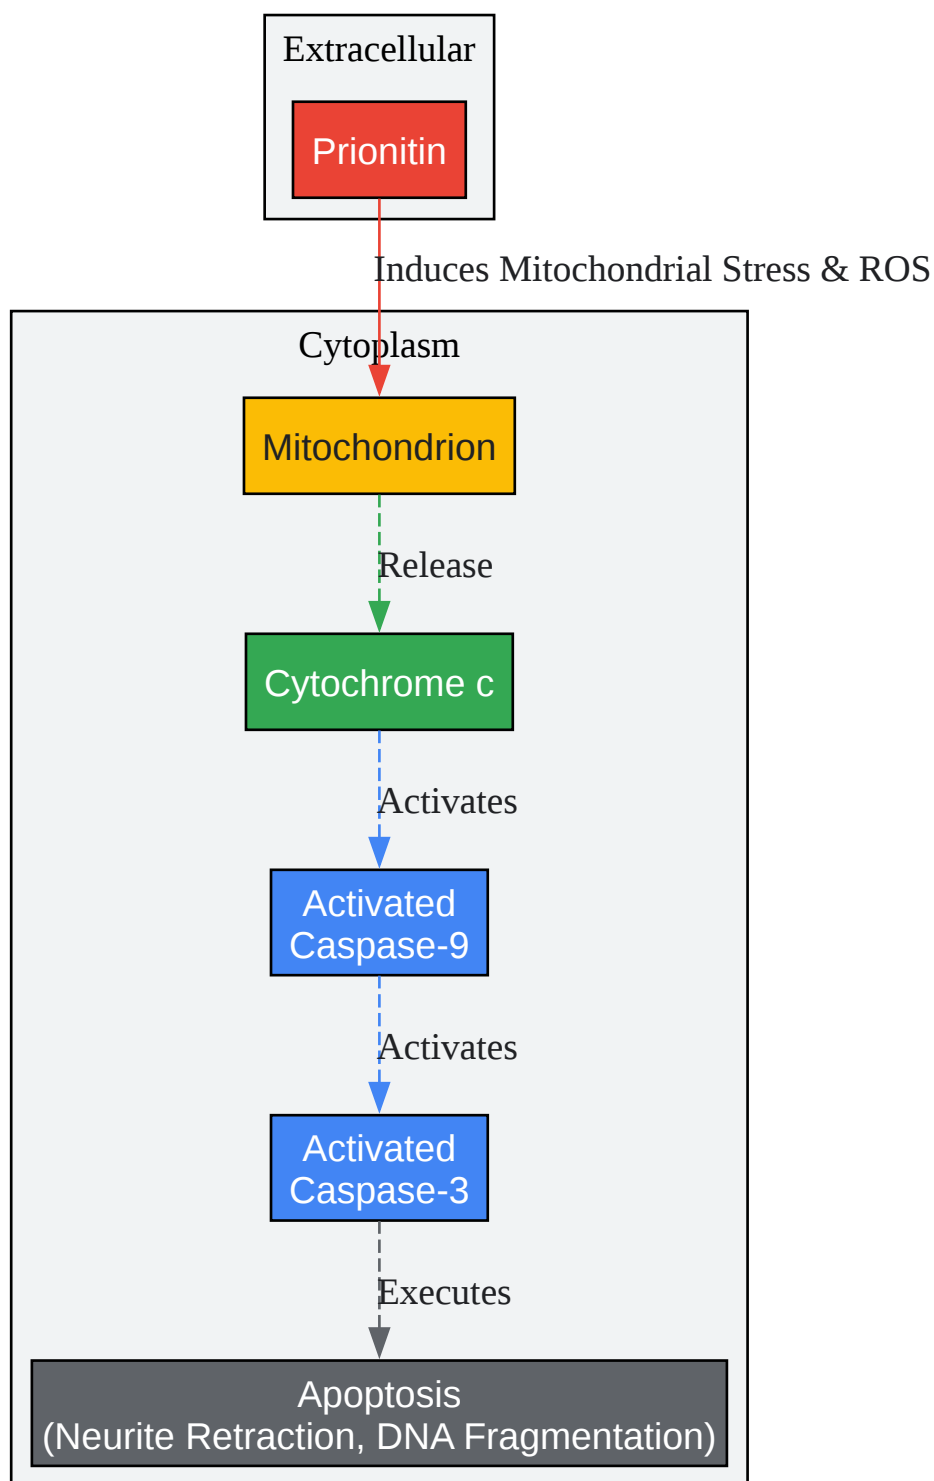 Extracellular
Prionitin
Induces Mitochondrial Stress & ROS
Cytoplasm
Mitochondrion
Release
Cytochrome c
Activates
Activated
Caspase-9
Activates
Activated
Caspase-3
Executes
Apoptosis
(Neurite Retraction, DNA Fragmentation)